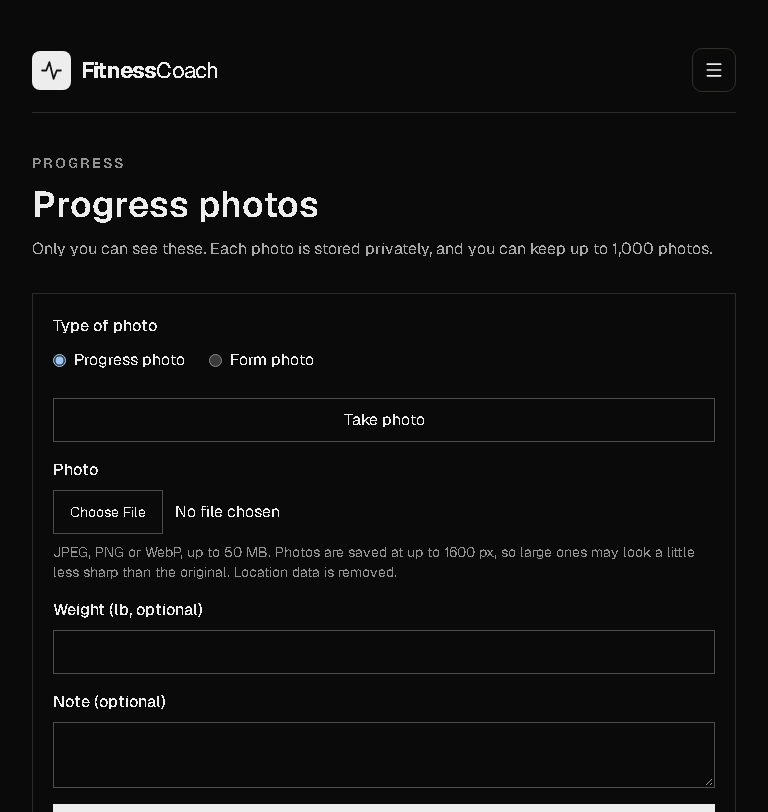 FitnessCoach
PROGRESS
Progress photos
Only you can see these. Each photo is stored privately, and you can keep up to 1,000 photos.
Type of photo
Progress photo
Form photo
Take photo
Photo
Choose File
No file chosen
JPEG, PNG or WebP, up to 50 MB. Photos are saved at up to 1600 px, so large ones may look a little
less sharp than the original. Location data is removed.
Weight (lb, optional)
Note (optional)